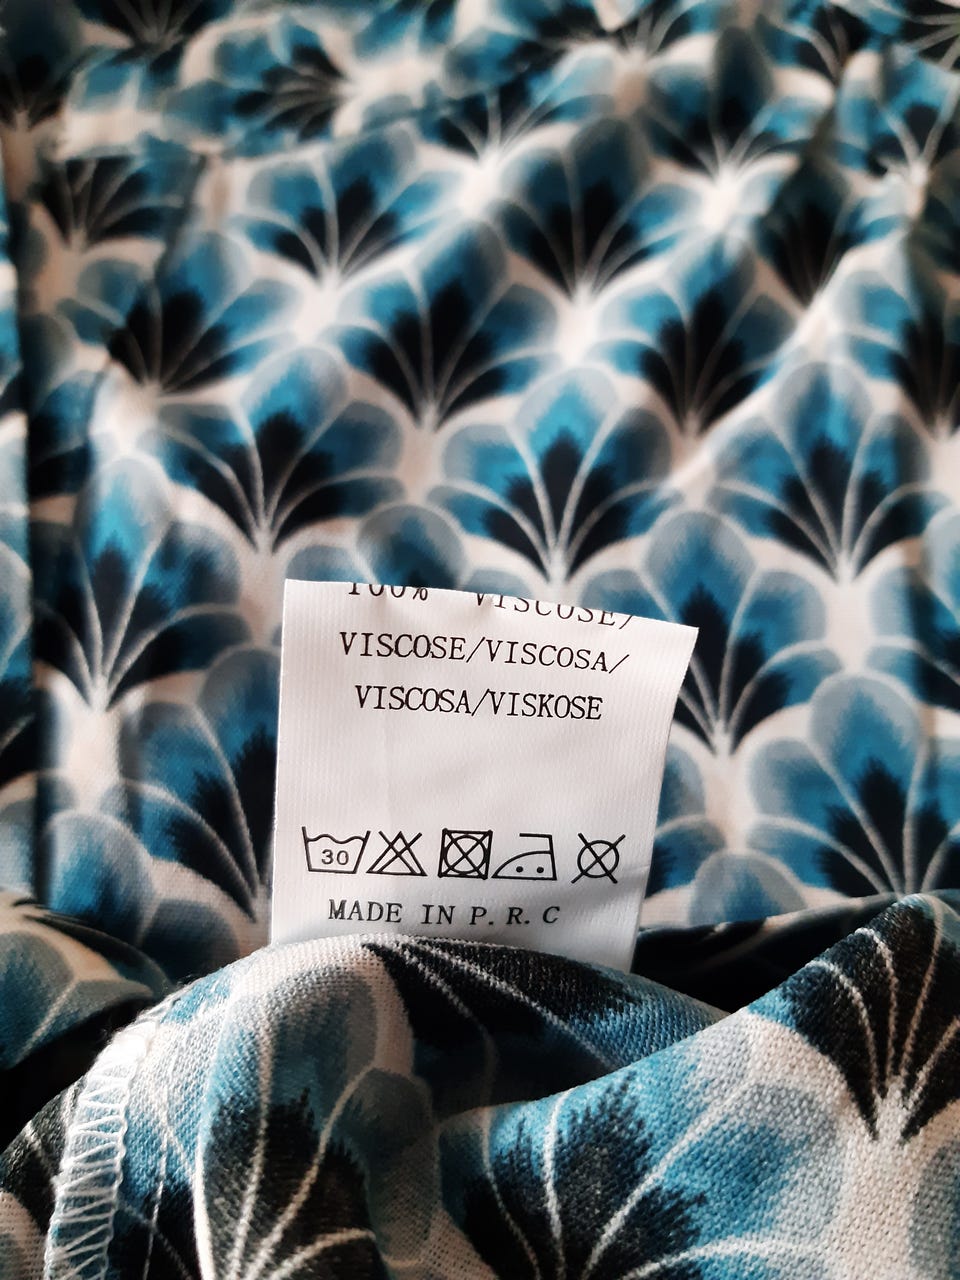 100% VISCOSE/
VISCOSE/VISCOSA/
VISCOSA/VISKOSE
30
MADE IN P. R. C